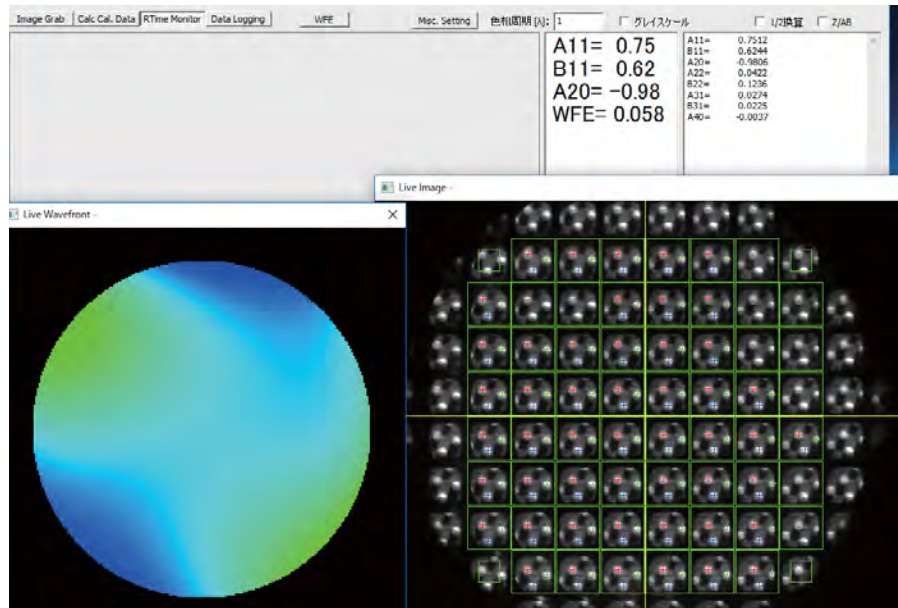 Image Grab Calc Cal. Data RTime Monitor Data Logging WFE Misc. Setting 色相周期 [λ]: 1 グレイスケール 1/2換算 Z/AB
A11= 0.75
B11= 0.62
A20= -0.98
WFE= 0.058
A11= 0.7512
B11= 0.6244
A20= -0.9806
A22= 0.0422
B22= 0.1236
A31= 0.0274
B31= 0.0225
A40= -0.0037
Live Image -
Live Wavefront -